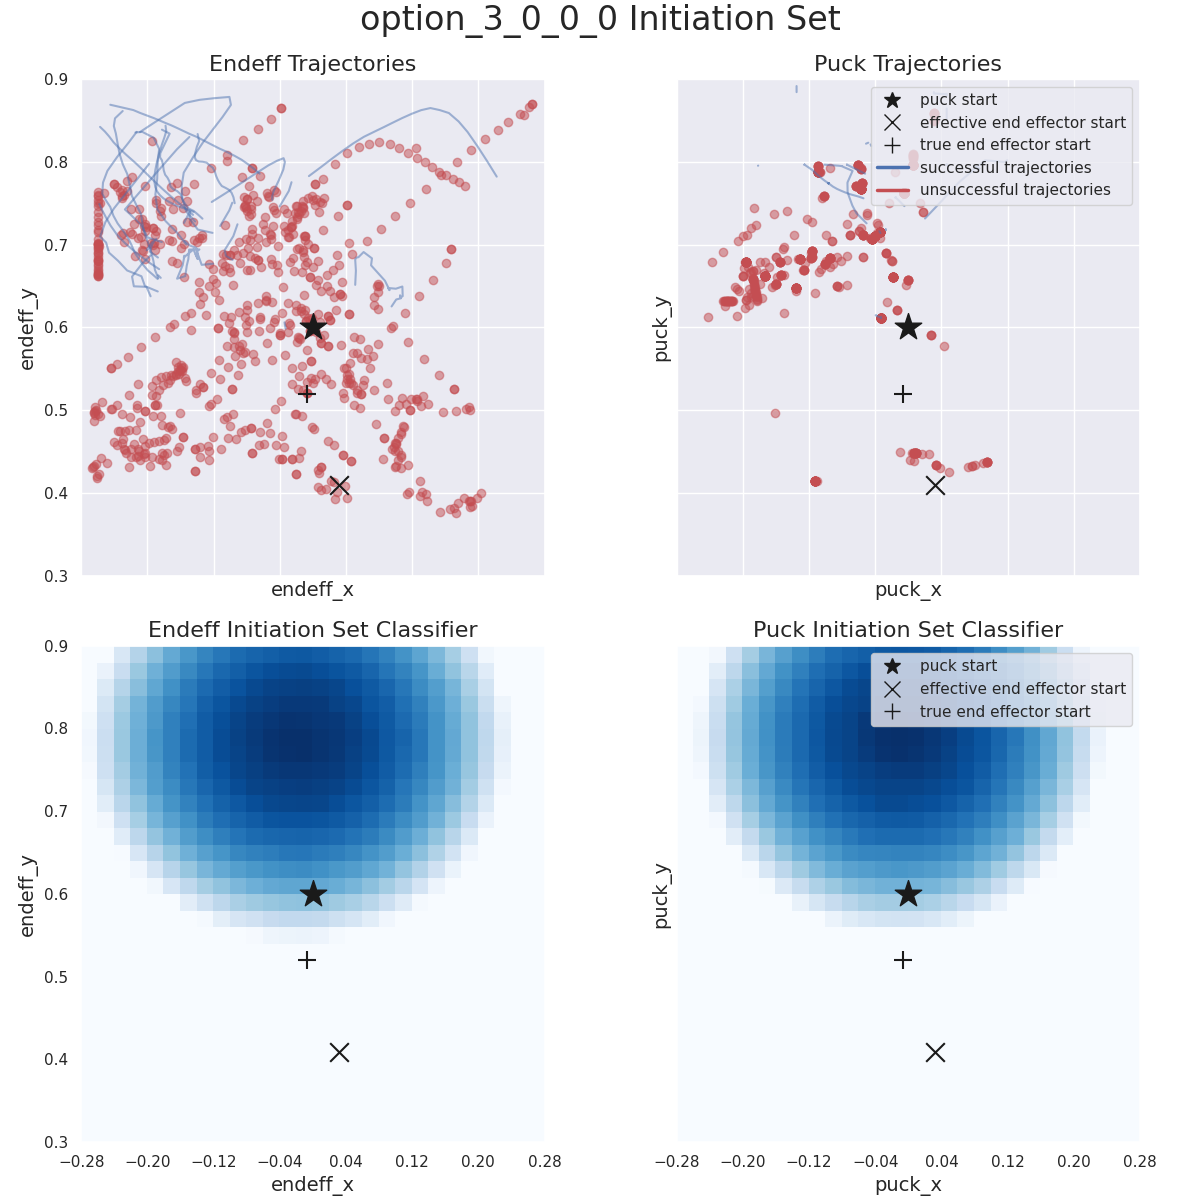 option_3_0_0_0 Initiation Set
Endeff Trajectories
0.9
0.8
0.7
0.6
0.5
0.4
0.3
endeff_y
endeff_x
Puck Trajectories
puck start
effective end effector start
true end effector start
successful trajectories
unsuccessful trajectories
puck_y
puck_x
Endeff Initiation Set Classifier
0.9
0.8
0.7
0.6
0.5
0.4
0.3
endeff_y
−0.28 −0.20 −0.12 −0.04 0.04 0.12 0.20 0.28
endeff_x
Puck Initiation Set Classifier
puck start
effective end effector start
true end effector start
puck_y
−0.28 −0.20 −0.12 −0.04 0.04 0.12 0.20 0.28
puck_x